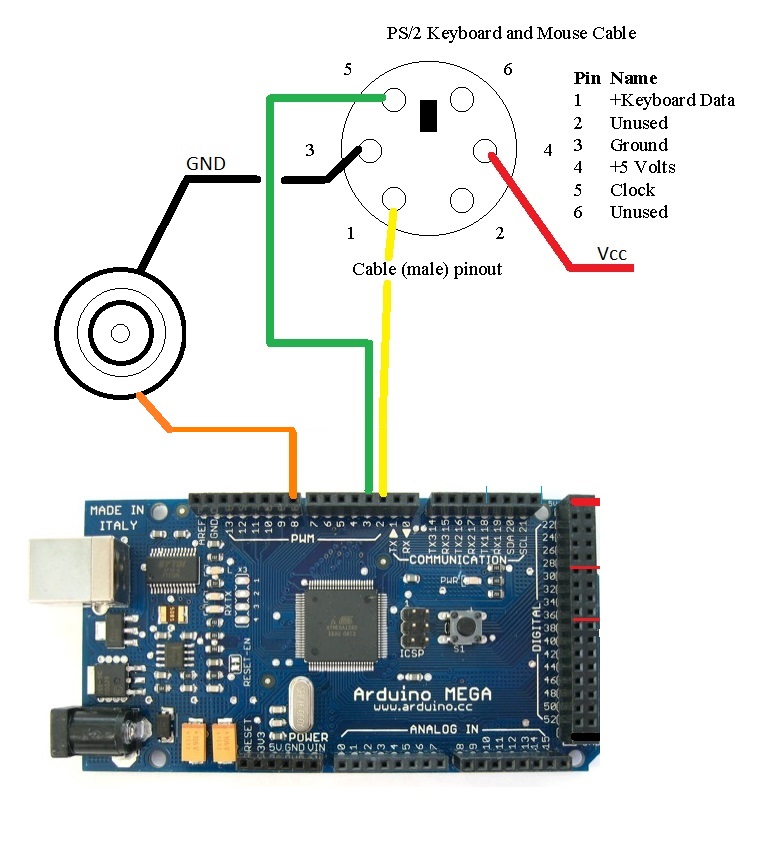 PS/2 Keyboard and Mouse Cable
5
6
3
4
1
2
Cable (male) pinout
Pin Name
1 +Keyboard Data
2 Unused
3 Ground
4 +5 Volts
5 Clock
6 Unused
GND
Vcc
MADE IN
ITALY
AREF
GND
13
12
11
10
9
8
7
6
5
4
3
2
1
0
PWM
TX
RX
TX3 14
RX3 15
TX2 16
RX2 17
TX1 18
RX1 19
SDA 20
SCL 21
COMMUNICATION
5V
22
24
26
28
30
32
34
36
38
40
42
44
46
48
50
52
DIGITAL
RXTX
4 3 2 1
PWR
ICSP
S1
RESET-EN
Arduino MEGA
www.arduino.cc
POWER
RESET
3V3
5V
GND
VIN
ANALOG IN
0
1
2
3
4
5
6
7
8
9
10
11
12
13
14
15